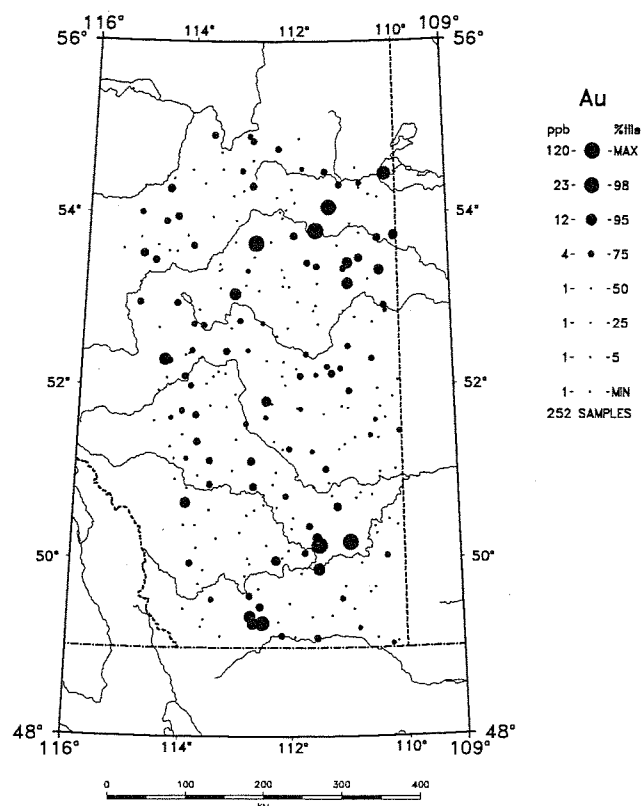 116° 109°
56° 114° 112° 110° 56°
Au
ppb %tile
120- -MAX
23- -98
12- -95
4- -75
1- -50
1- -25
1- -5
1- -MIN
252 SAMPLES
54° 54°
52° 52°
50° 50°
48° 48°
116° 114° 112° 110° 109°
0 100 200 300 400
KM